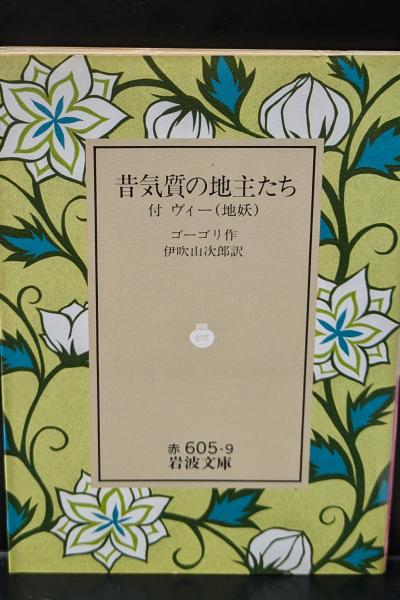 昔気質の地主たち
付 ヴィー(地妖)
ゴーゴリ作
伊吹山次郎訳
赤 605-9
岩波文庫